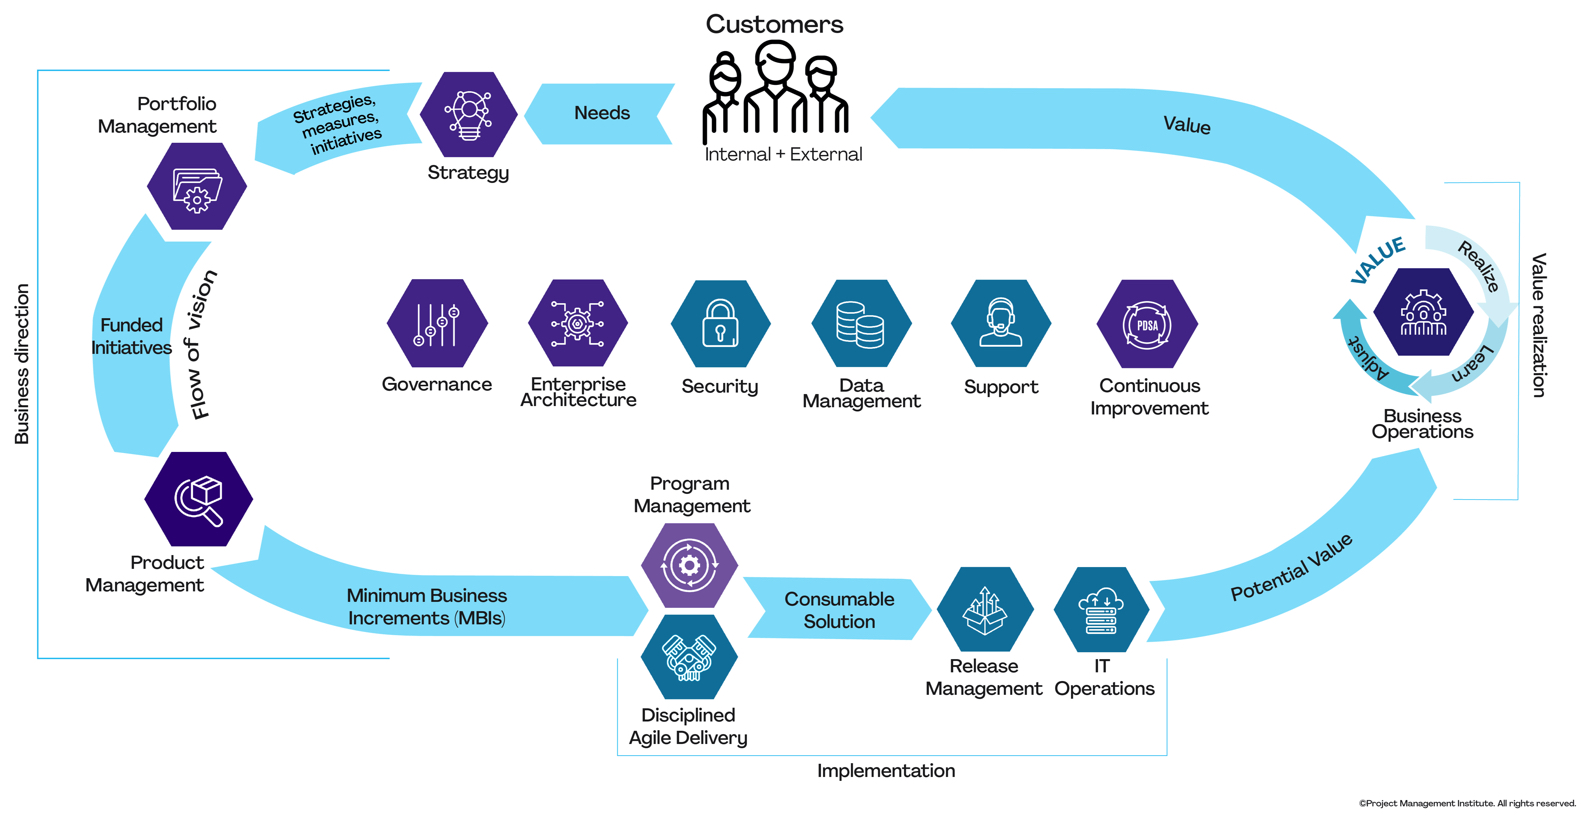 Customers
Internal + External
Needs
Value
Strategies,
measures,
initiatives
Strategy
Portfolio
Management
Business direction
Funded
Initiatives
Flow of vision
Governance
Enterprise
Architecture
Security
Data
Management
Support
PDSA
Continuous
Improvement
VALUE
Realize
Learn
Adjust
Business
Operations
Value realization
Product
Management
Minimum Business
Increments (MBIs)
Program
Management
Disciplined
Agile Delivery
Consumable
Solution
Release
Management
IT
Operations
Potential Value
Implementation
©Project Management Institute. All rights reserved.